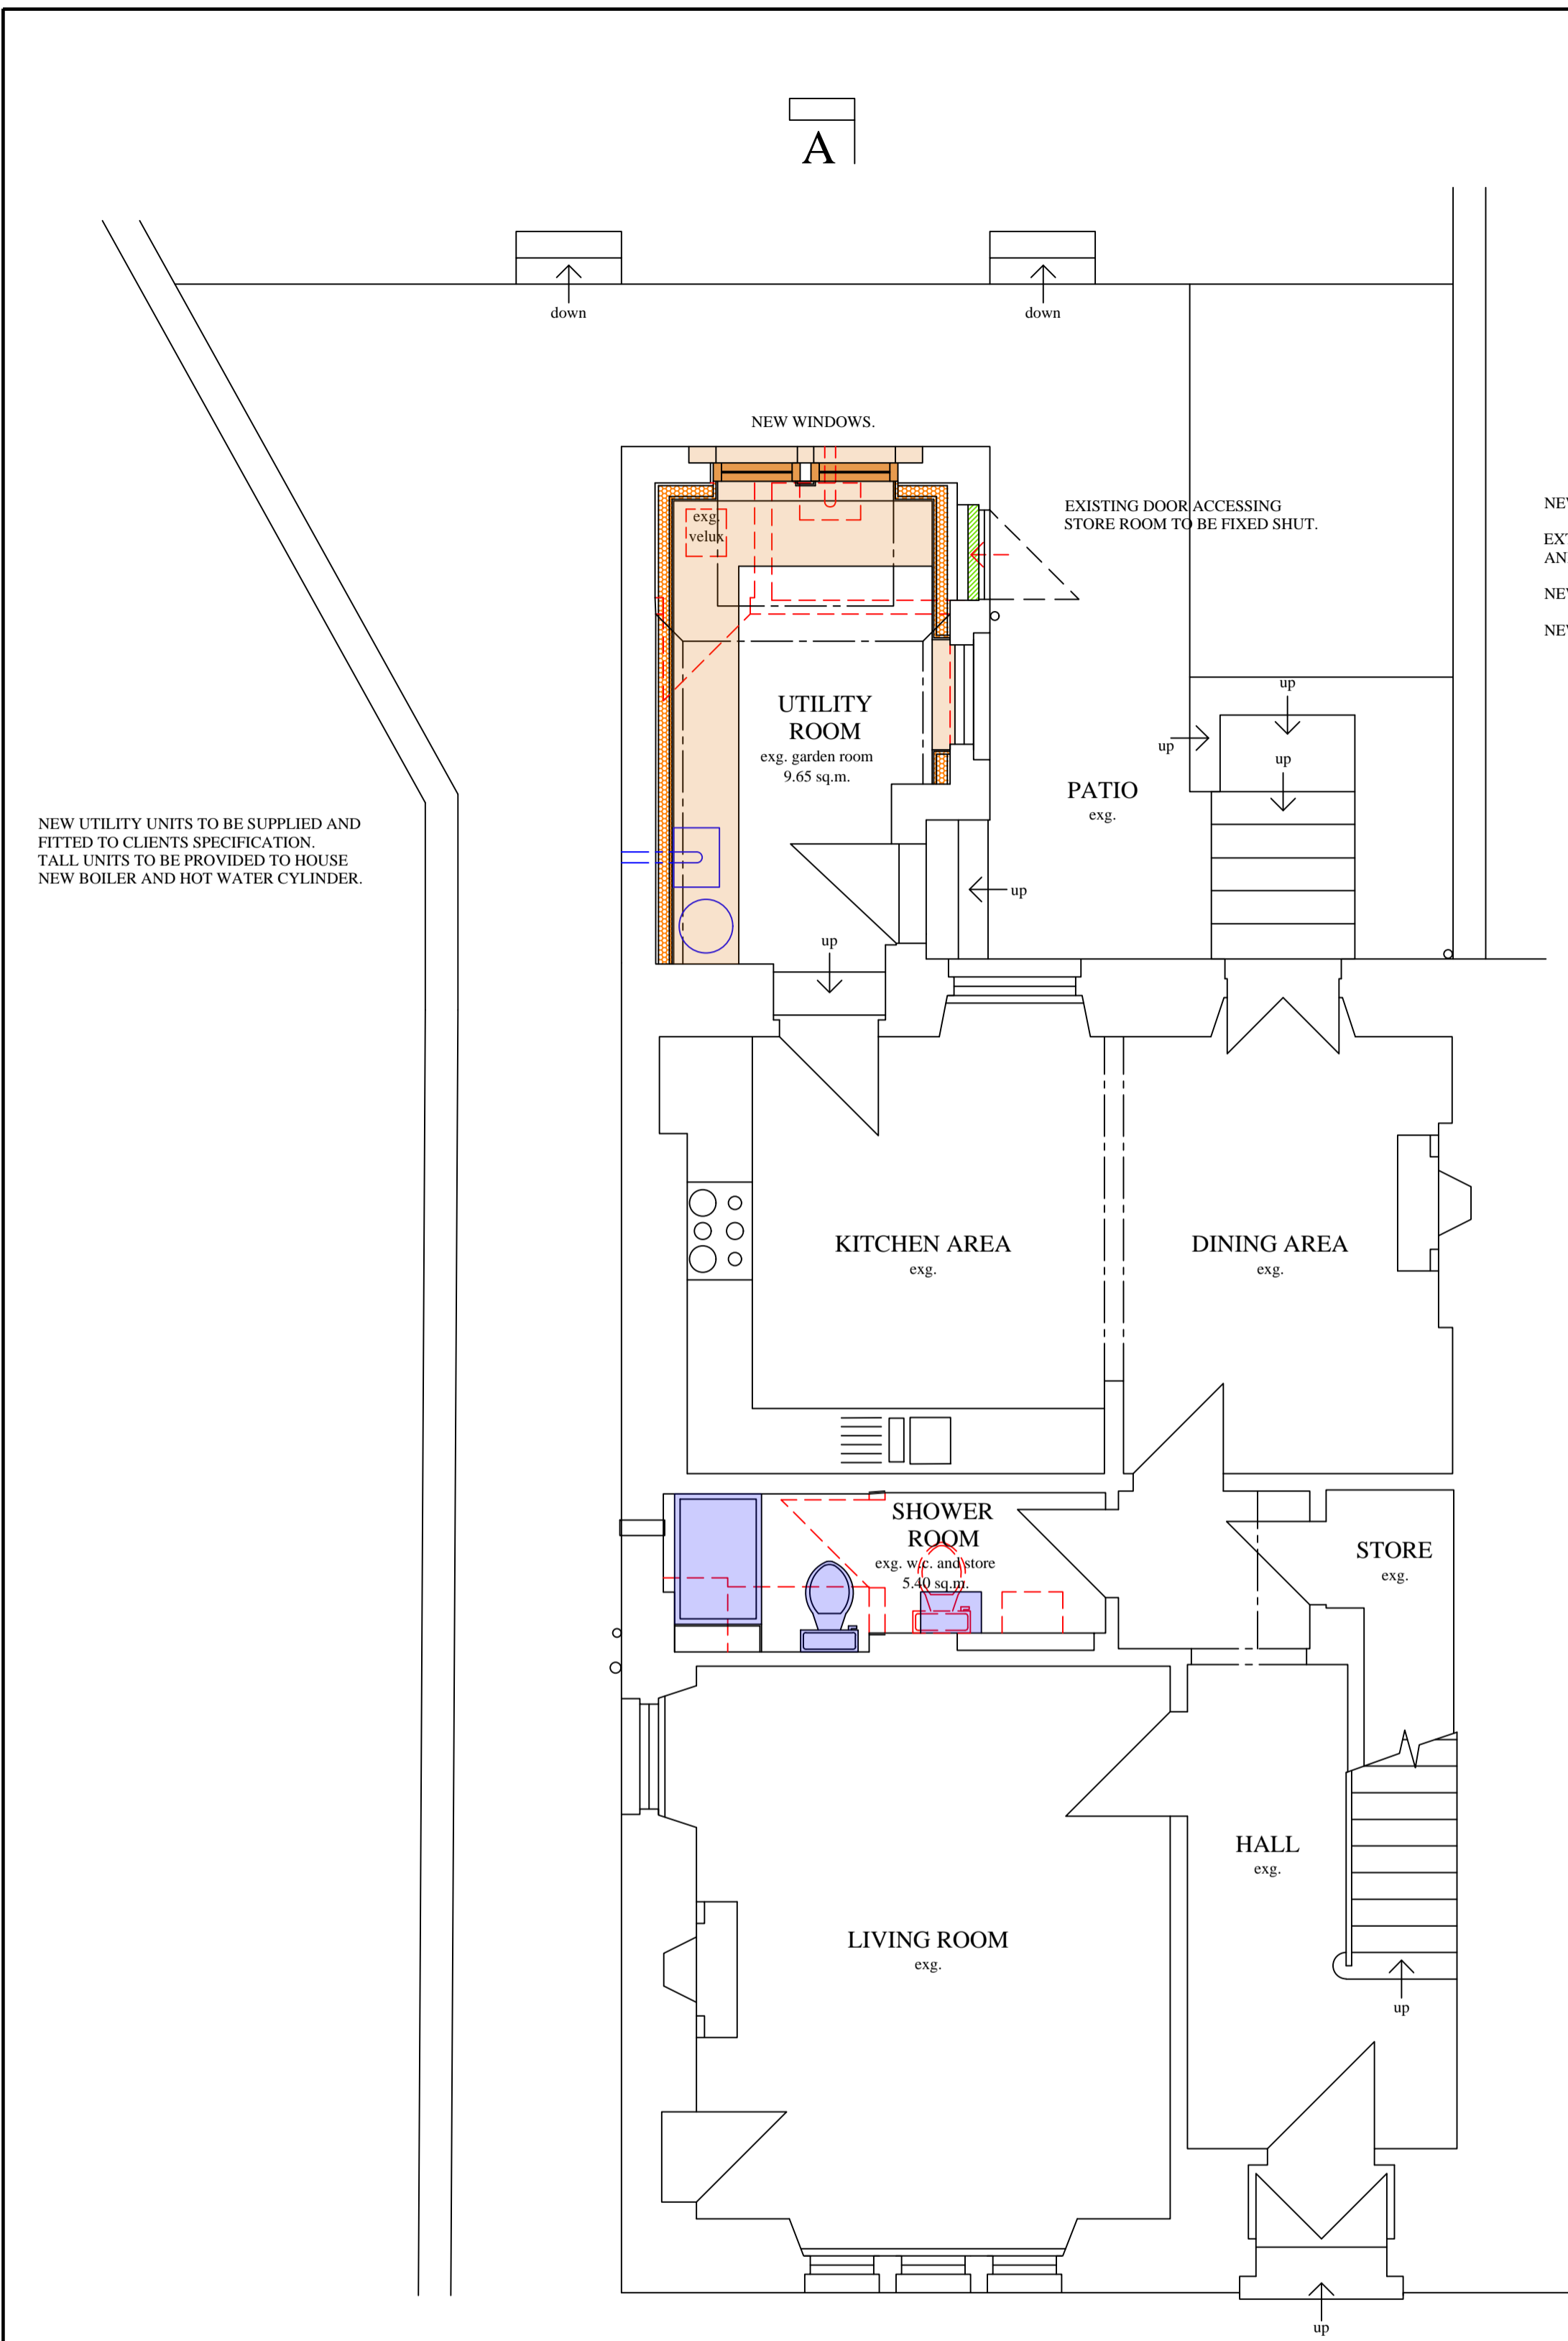 A
down
down
NEW WINDOWS.
exg.
velux
EXISTING DOOR ACCESSING
STORE ROOM TO BE FIXED SHUT.
UTILITY
ROOM
exg. garden room
9.65 sq.m.
up
up
up
PATIO
exg.
NEW UTILITY UNITS TO BE SUPPLIED AND
FITTED TO CLIENTS SPECIFICATION.
TALL UNITS TO BE PROVIDED TO HOUSE
NEW BOILER AND HOT WATER CYLINDER.
up
up
KITCHEN AREA
exg.
DINING AREA
exg.
SHOWER
ROOM
exg. w.c. and store
5.40 sq.m.
STORE
exg.
HALL
exg.
LIVING ROOM
exg.
up
up